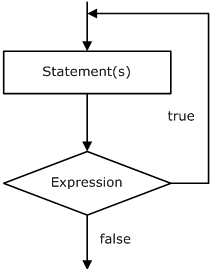 Statement(s)
true
Expression
false